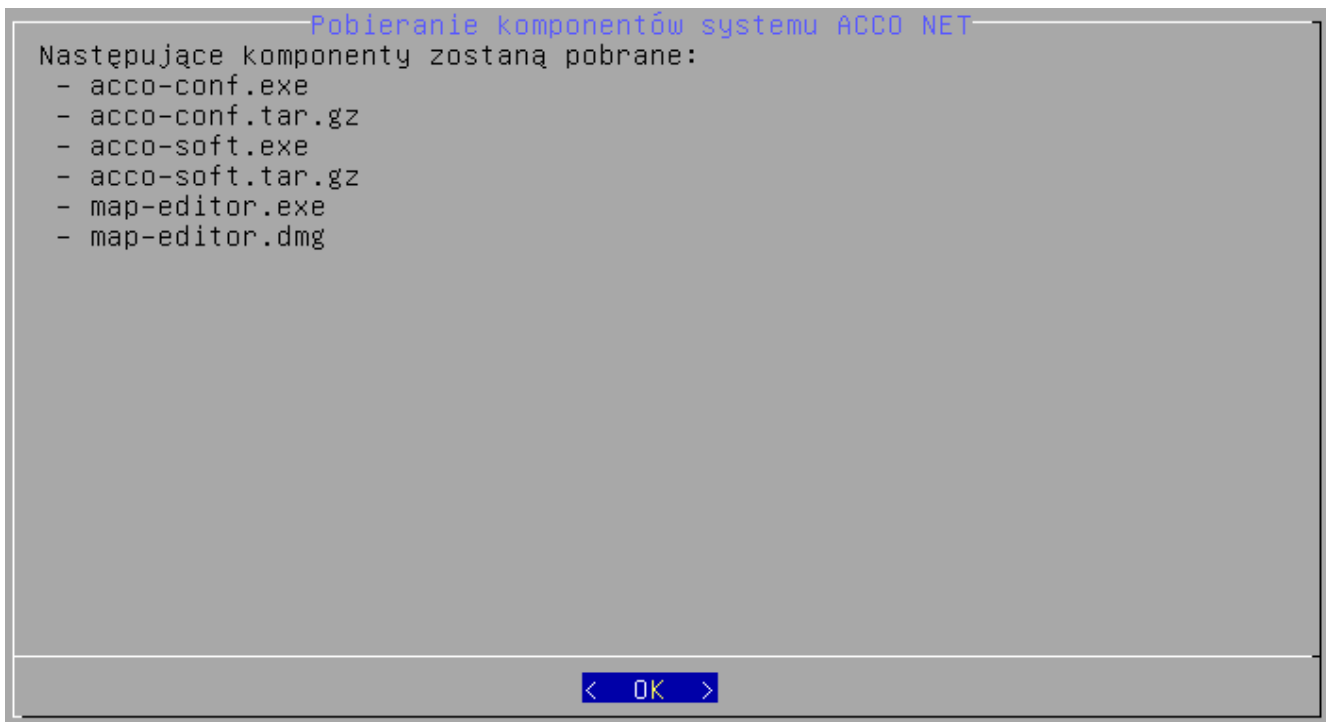 Pobieranie komponentów systemu ACCO NET
Następujące komponenty zostaną pobrane:
- acco-conf.exe
- acco-conf.tar.gz
- acco-soft.exe
- acco-soft.tar.gz
- map-editor.exe
- map-editor.dmg
< OK >